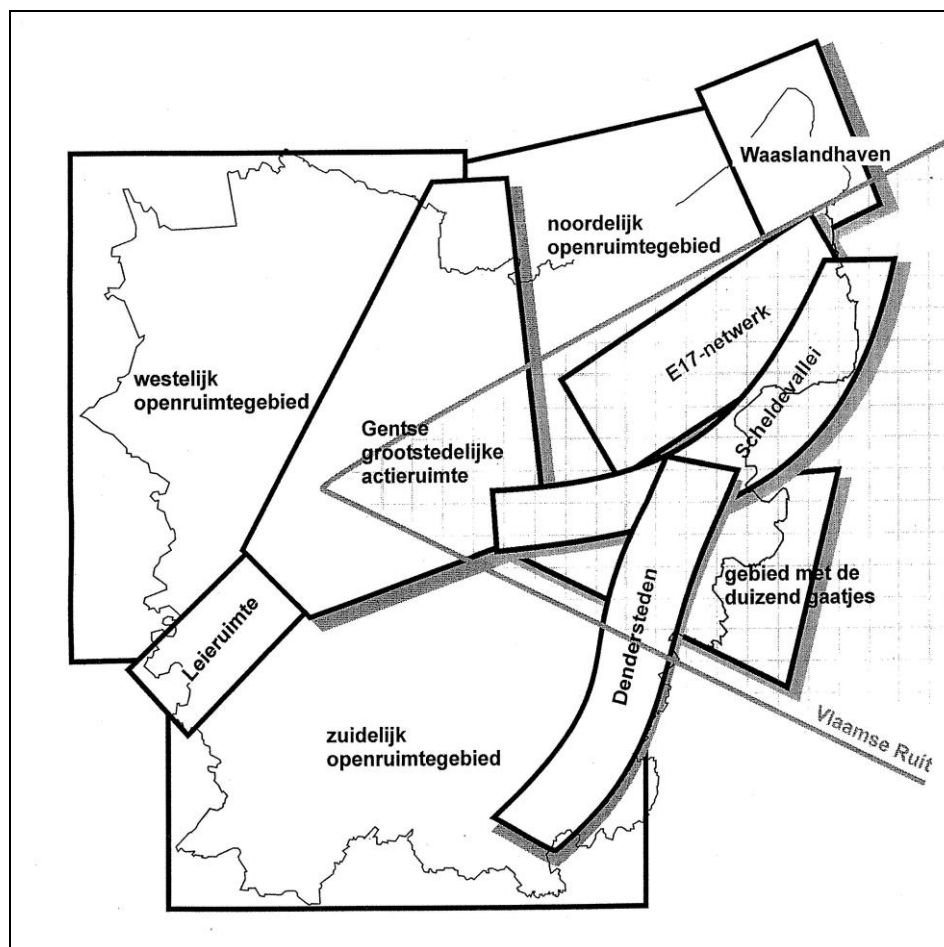 Waaslandhaven
noordelijk
openruimtegebied
E17-netwerk
Scheldevallei
westelijk
openruimtegebied
Gentse
grootstedelijke
actieruimte
gebied met de
duizend gaatjes
Leieruimte
Dendersteden
Vlaamse Ruit
zuidelijk
openruimtegebied